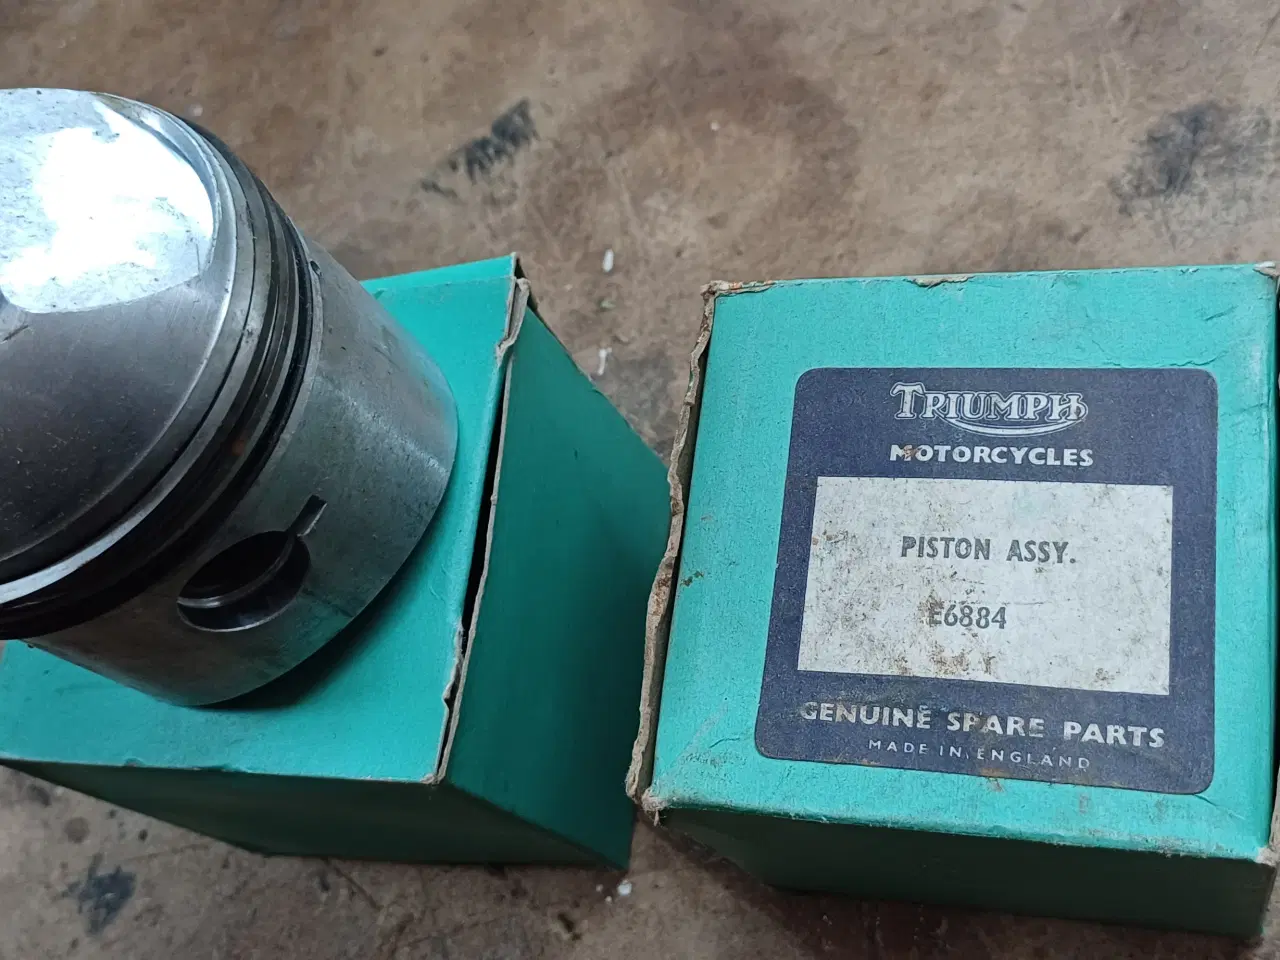 TRIUMPH
MOTORCYCLES
PISTON ASSY.
E6884
GENUINE SPARE PARTS
MADE IN ENGLAND